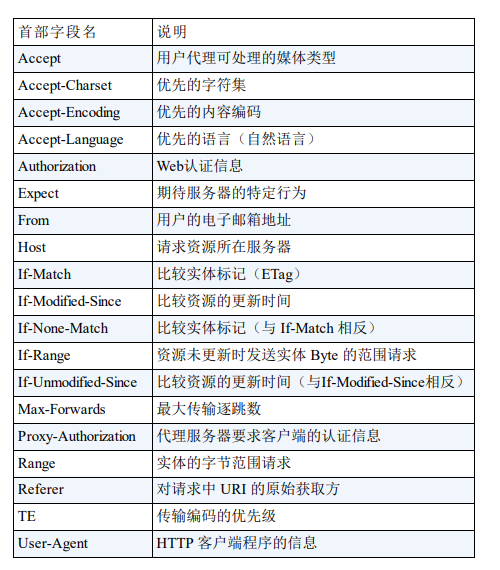 首部字段名 说明
Accept 用户代理可处理的媒体类型
Accept-Charset 优先的字符集
Accept-Encoding 优先的内容编码
Accept-Language 优先的语言（自然语言）
Authorization Web认证信息
Expect 期待服务器的特定行为
From 用户的电子邮箱地址
Host 请求资源所在服务器
If-Match 比较实体标记（ETag）
If-Modified-Since 比较资源的更新时间
If-None-Match 比较实体标记（与 If-Match 相反）
If-Range 资源未更新时发送实体 Byte 的范围请求
If-Unmodified-Since 比较资源的更新时间（与If-Modified-Since相反）
Max-Forwards 最大传输逐跳数
Proxy-Authorization 代理服务器要求客户端的认证信息
Range 实体的字节范围请求
Referer 对请求中 URI 的原始获取方
TE 传输编码的优先级
User-Agent HTTP 客户端程序的信息